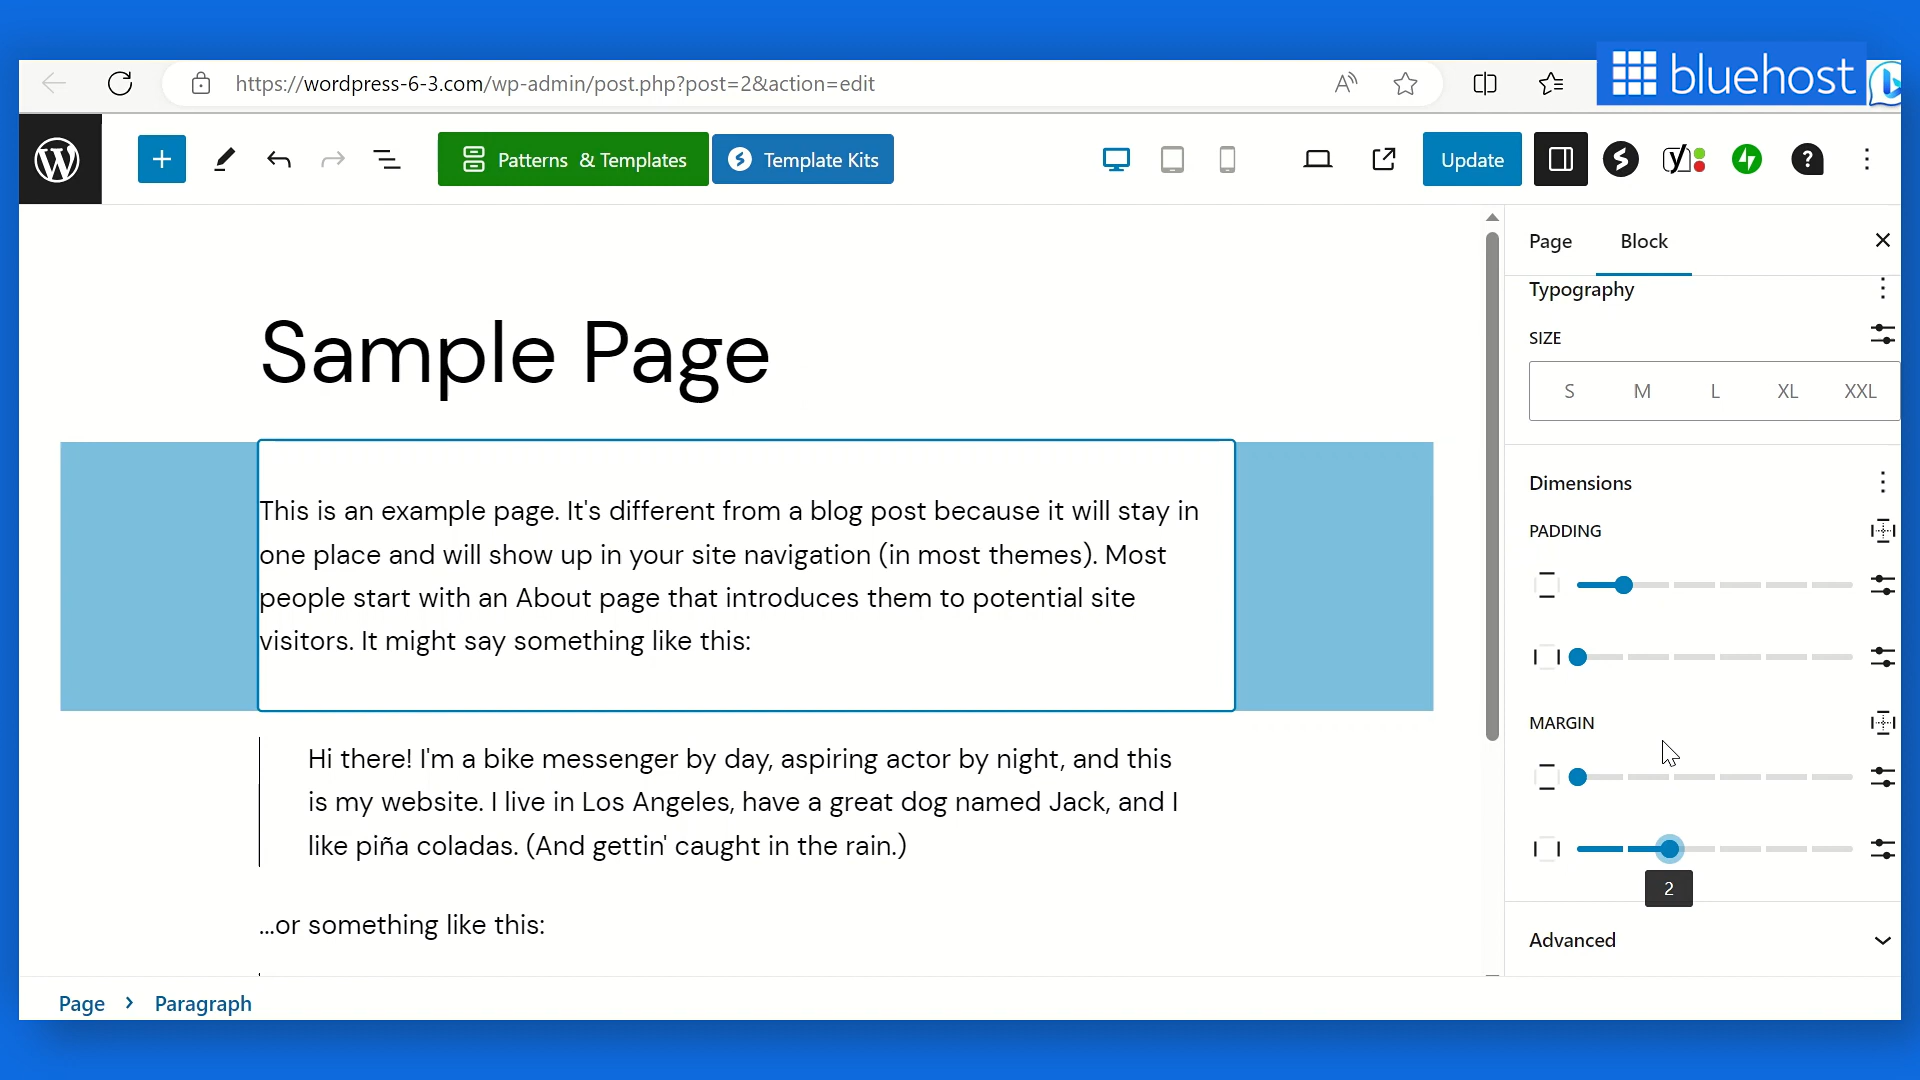 https://wordpress-6-3.com/wp-admin/post.php?post=2&action=edit
bluehost
Patterns & Templates
Template Kits
Update
Page
Block
Typography
SIZE
S M L XL XXL
Dimensions
PADDING
MARGIN
2
Advanced
Sample Page
This is an example page. It's different from a blog post because it will stay in
one place and will show up in your site navigation (in most themes). Most
people start with an About page that introduces them to potential site
visitors. It might say something like this:
Hi there! I'm a bike messenger by day, aspiring actor by night, and this
is my website. I live in Los Angeles, have a great dog named Jack, and I
like piña coladas. (And gettin' caught in the rain.)
...or something like this:
Page > Paragraph